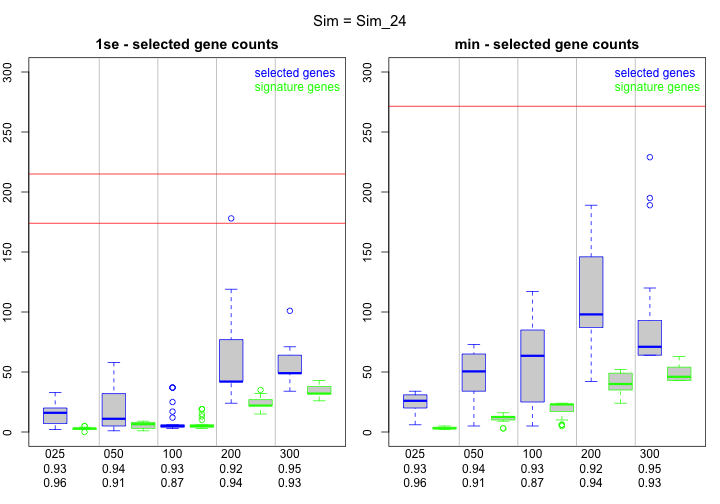 Sim = Sim_24
1se - selected gene counts
selected genes
signature genes
300
250
200
150
100
50
0
025 050 100 200 300
0.93 0.94 0.93 0.92 0.95
0.96 0.91 0.87 0.94 0.93
min - selected gene counts
selected genes
signature genes
300
250
200
150
100
50
0
025 050 100 200 300
0.93 0.94 0.93 0.92 0.95
0.96 0.91 0.87 0.94 0.93